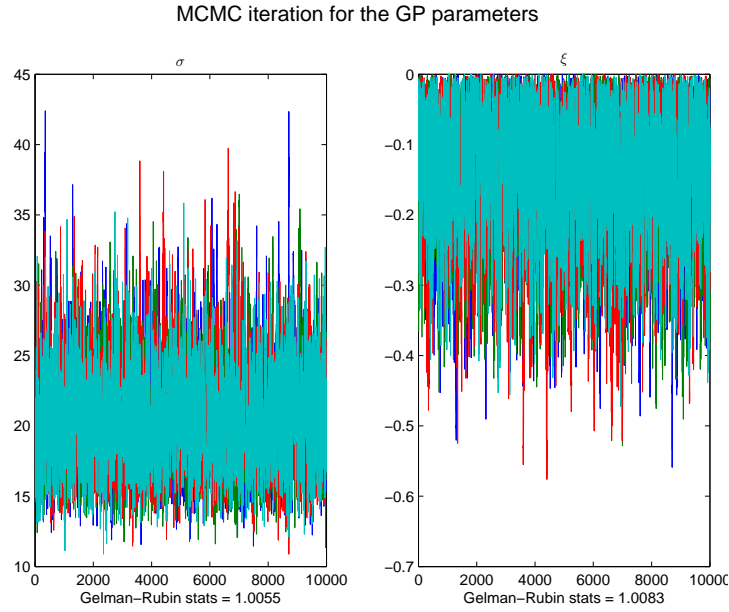 MCMC iteration for the GP parameters
σ
45
40
35
30
25
20
15
10
0 2000 4000 6000 8000 10000
Gelman−Rubin stats = 1.0055
ξ
0
−0.1
−0.2
−0.3
−0.4
−0.5
−0.6
−0.7
0 2000 4000 6000 8000 10000
Gelman−Rubin stats = 1.0083